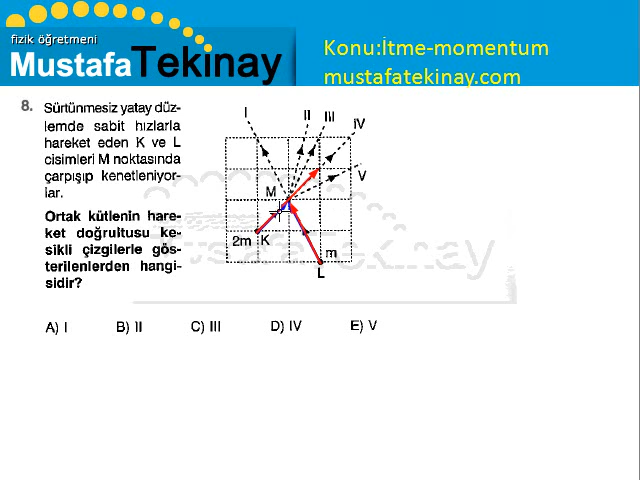 fizik öğretmeni
MustafaTekinay
Konu:İtme-momentum
mustafatekinay.com
8. Sürtünmesiz yatay düz-
lemde sabit hızlarla
hareket eden K ve L
cisimleri M noktasında
çarpışıp kenetleniyor-
lar.
Ortak kütlenin hare-
ket doğrultusu ke-
sikli çizgilerle gös-
terilenlerden hangi-
sidir?
I II III IV
V
M
2m K
m
L
mustafatekinay
A) I B) II C) III D) IV E) V